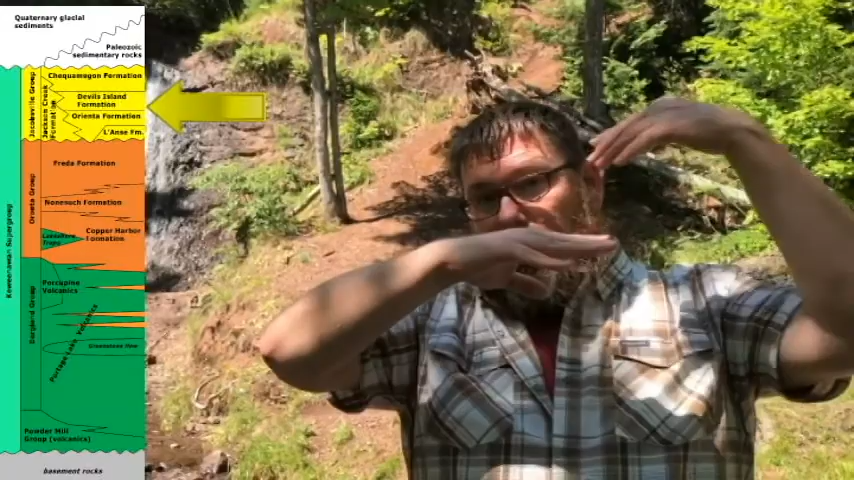 Quaternary glacial
sediments
Paleozoic
sedimentary rocks
Keweenawan Supergroup
Jacobsville Group
Jackson Creek
Formation
Chequamegon Formation
Devils Island
Formation
Orienta Formation
L'Anse Fm.
Oronto Group
Freda Formation
Nonesuch Formation
Copper Harbor
Formation
Bergland Group
Porcupine
Volcanics
Portage Lake Volcanics
Greenstone Flow
Powder Mill
Group (volcanics)
basement rocks